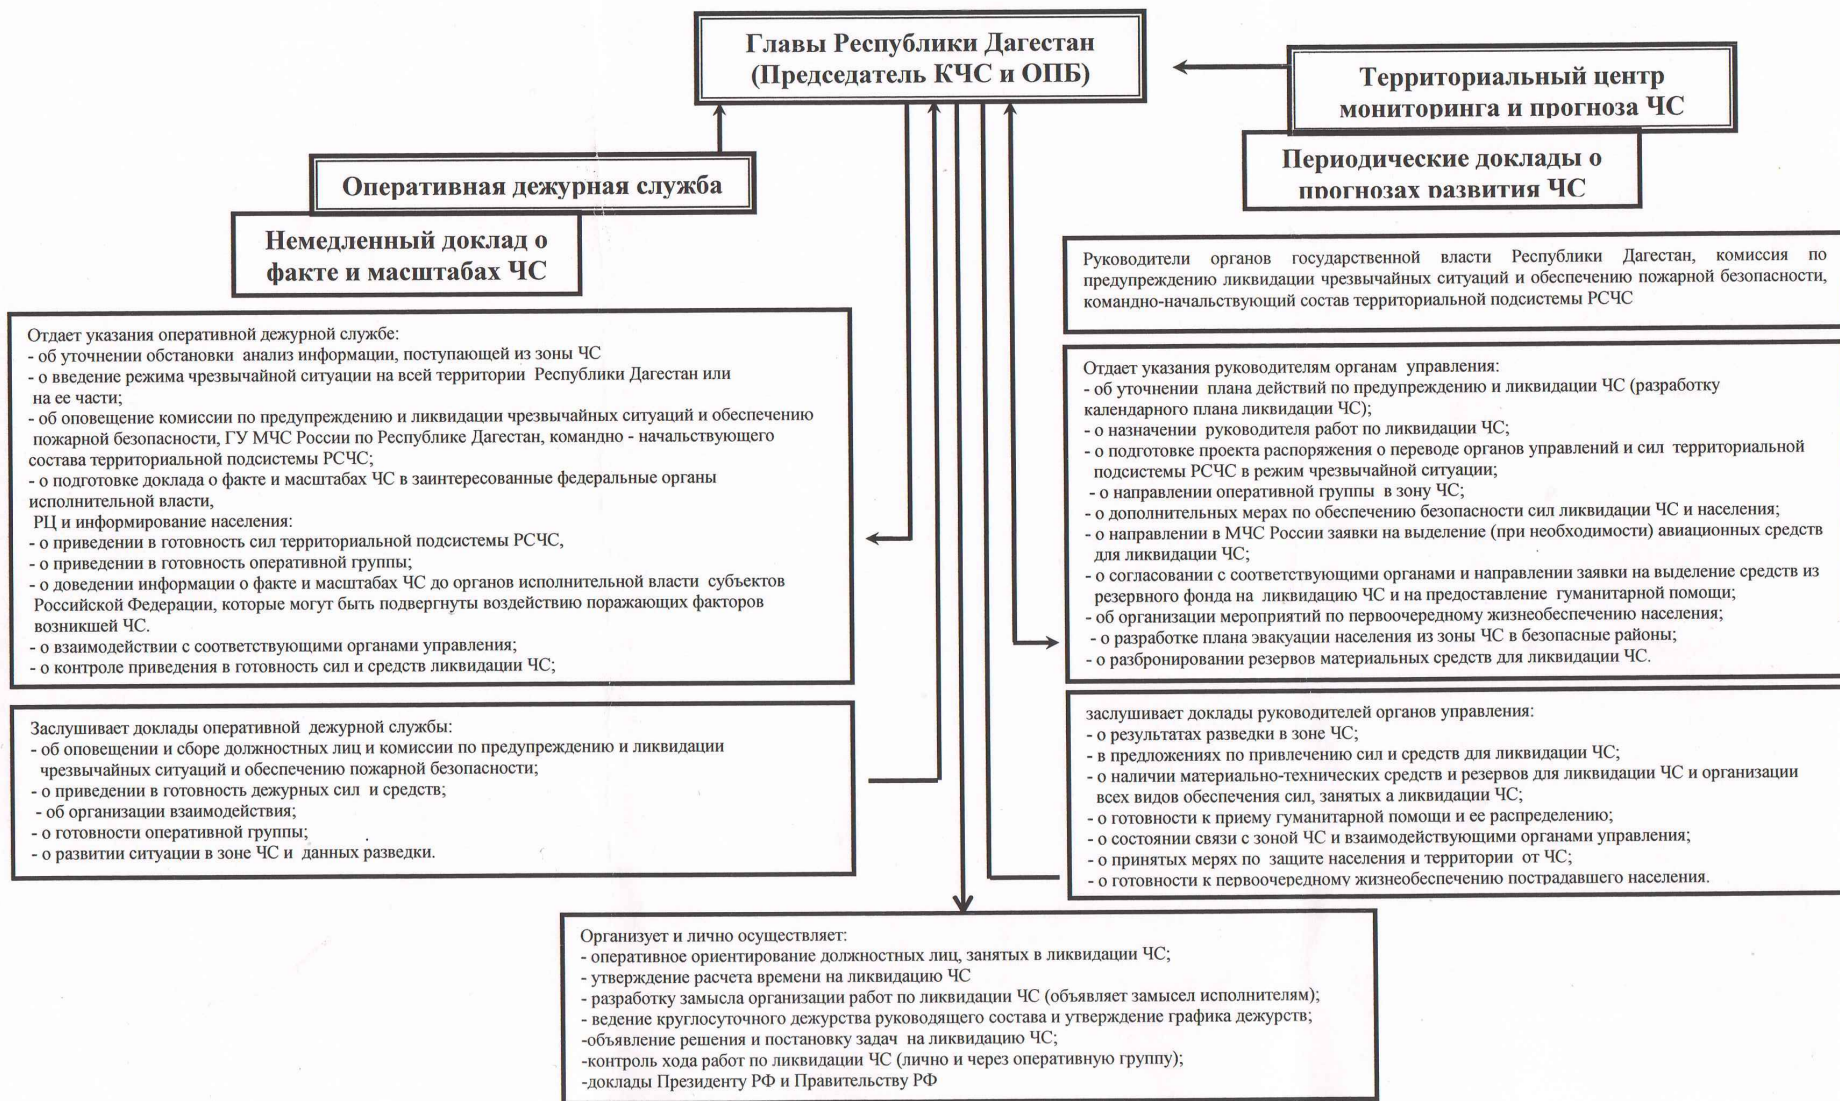 Главы Республики Дагестан
(Председатель КЧС и ОПБ)
Территориальный центр
мониторинга и прогноза ЧС
Периодические доклады о
прогнозах развития ЧС
Оперативная дежурная служба
Немедленный доклад о
факте и масштабах ЧС
Руководители органов государственной власти Республики Дагестан, комиссия по
предупреждению ликвидации чрезвычайных ситуаций и обеспечению пожарной безопасности,
командно-начальствующий состав территориальной подсистемы РСЧС
Отдает указания оперативной дежурной службе:
- об уточнении обстановки анализ информации, поступающей из зоны ЧС
- о введение режима чрезвычайной ситуации на всей территории Республики Дагестан или
на ее части;
- об оповещение комиссии по предупреждению и ликвидации чрезвычайных ситуаций и обеспечению
пожарной безопасности, ГУ МЧС России по Республике Дагестан, командно - начальствующего
состава территориальной подсистемы РСЧС;
- о подготовке доклада о факте и масштабах ЧС в заинтересованные федеральные органы
исполнительной власти,
РЦ и информирование населения:
- о приведении в готовность сил территориальной подсистемы РСЧС,
- о приведении в готовность оперативной группы;
- о доведении информации о факте и масштабах ЧС до органов исполнительной власти субъектов
Российской Федерации, которые могут быть подвергнуты воздействию поражающих факторов
возникшей ЧС.
- о взаимодействии с соответствующими органами управления;
- о контроле приведения в готовность сил и средств ликвидации ЧС;
Отдает указания руководителям органам управления:
- об уточнении плана действий по предупреждению и ликвидации ЧС (разработку
календарного плана ликвидации ЧС);
- о назначении руководителя работ по ликвидации ЧС;
- о подготовке проекта распоряжения о переводе органов управлений и сил территориальной
подсистемы РСЧС в режим чрезвычайной ситуации;
- о направлении оперативной группы в зону ЧС;
- о дополнительных мерах по обеспечению безопасности сил ликвидации ЧС и населения;
- о направлении в МЧС России заявки на выделение (при необходимости) авиационных средств
для ликвидации ЧС;
- о согласовании с соответствующими органами и направлении заявки на выделение средств из
резервного фонда на ликвидацию ЧС и на предоставление гуманитарной помощи;
- об организации мероприятий по первоочередному жизнеобеспечению населения;
- о разработке плана эвакуации населения из зоны ЧС в безопасные районы;
- о разбронировании резервов материальных средств для ликвидации ЧС.
Заслушивает доклады оперативной дежурной службы:
- об оповещении и сборе должностных лиц и комиссии по предупреждению и ликвидации
чрезвычайных ситуаций и обеспечению пожарной безопасности;
- о приведении в готовность дежурных сил и средств;
- об организации взаимодействия;
- о готовности оперативной группы;
- о развитии ситуации в зоне ЧС и данных разведки.
заслушивает доклады руководителей органов управления:
- о результатах разведки в зоне ЧС;
- в предложениях по привлечению сил и средств для ликвидации ЧС;
- о наличии материально-технических средств и резервов для ликвидации ЧС и организации
всех видов обеспечения сил, занятых а ликвидации ЧС;
- о готовности к приему гуманитарной помощи и ее распределению;
- о состоянии связи с зоной ЧС и взаимодействующими органами управления;
- о принятых мерях по защите населения и территории от ЧС;
- о готовности к первоочередному жизнеобеспечению пострадавшего населения.
Организует и лично осуществляет:
- оперативное ориентирование должностных лиц, занятых в ликвидации ЧС;
- утверждение расчета времени на ликвидацию ЧС
- разработку замысла организации работ по ликвидации ЧС (объявляет замысел исполнителям);
- ведение круглосуточного дежурства руководящего состава и утверждение графика дежурств;
-объявление решения и постановку задач на ликвидацию ЧС;
-контроль хода работ по ликвидации ЧС (лично и через оперативную группу);
-доклады Президенту РФ и Правительству РФ